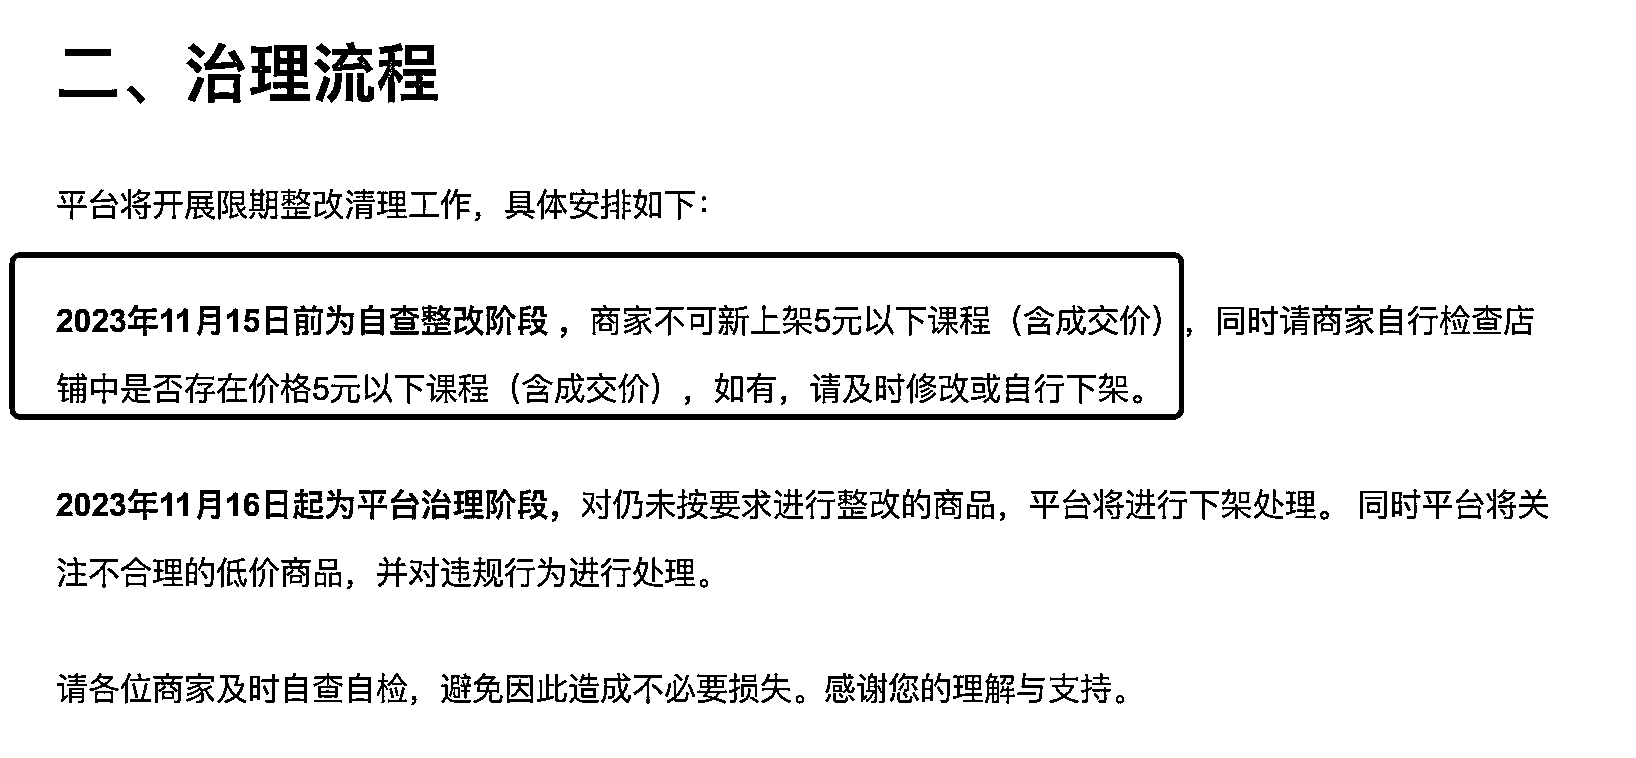 二、治理流程
平台将开展限期整改清理工作，具体安排如下：
2023年11月15日前为自查整改阶段 ，商家不可新上架5元以下课程（含成交价），同时请商家自行检查店
铺中是否存在价格5元以下课程（含成交价），如有，请及时修改或自行下架。
2023年11月16日起为平台治理阶段，对仍未按要求进行整改的商品，平台将进行下架处理。 同时平台将关
注不合理的低价商品，并对违规行为进行处理。
请各位商家及时自查自检，避免因此造成不必要损失。感谢您的理解与支持。